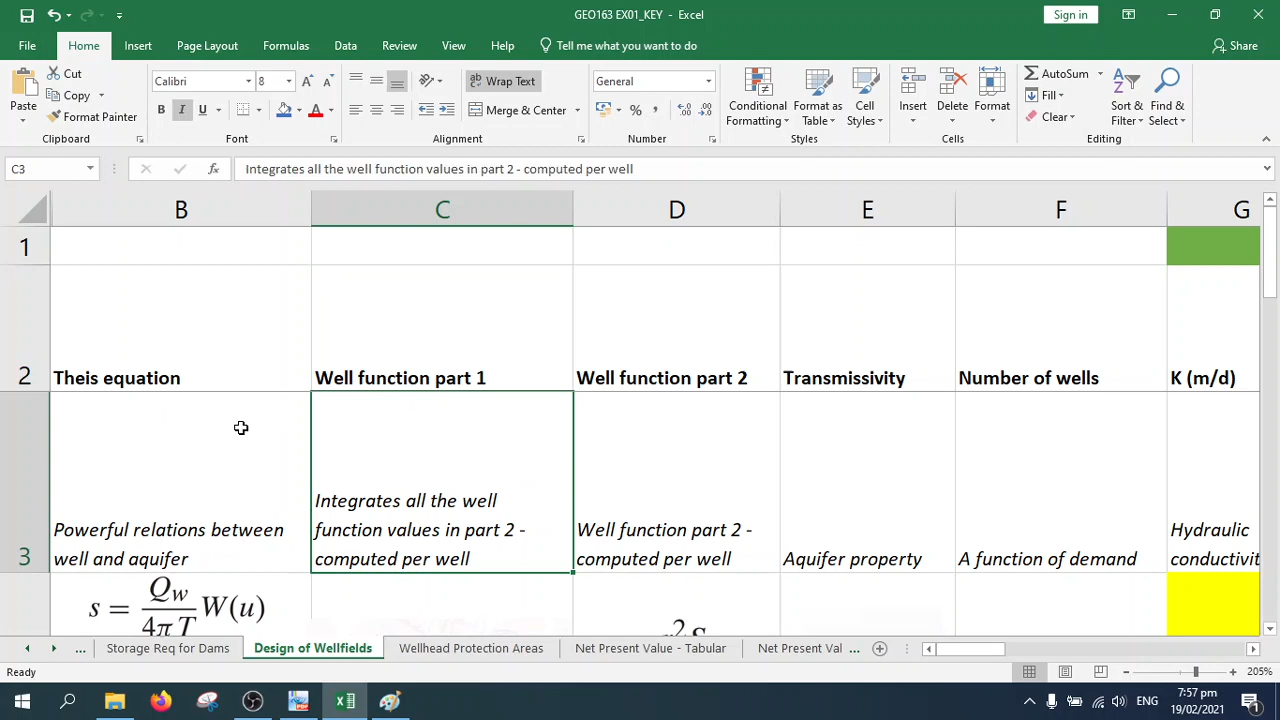 GEO163 EX01_KEY - Excel
Sign in
File Home Insert Page Layout Formulas Data Review View Help Tell me what you want to do Share
Paste
Cut
Copy
Format Painter
Clipboard
Calibri 8
B I U
Font
Wrap Text
Merge & Center
Alignment
General
% ,
Number
Conditional Formatting
Format as Table
Cell Styles
Styles
Insert
Delete
Format
Cells
AutoSum
Fill
Clear
Sort & Filter
Find & Select
Editing
C3 fx Integrates all the well function values in part 2 - computed per well
B C D E F G
1
2 Theis equation Well function part 1 Well function part 2 Transmissivity Number of wells K (m/d)
3
Powerful relations between
well and aquifer
Integrates all the well
function values in part 2 -
computed per well
Well function part 2 -
computed per well
Aquifer property
A function of demand
Hydraulic
conductivit
s = Qw/4πT W(u)
... Storage Req for Dams Design of Wellfields Wellhead Protection Areas Net Present Value - Tabular Net Present Val ...
Ready
205%
ENG
7:57 pm
19/02/2021